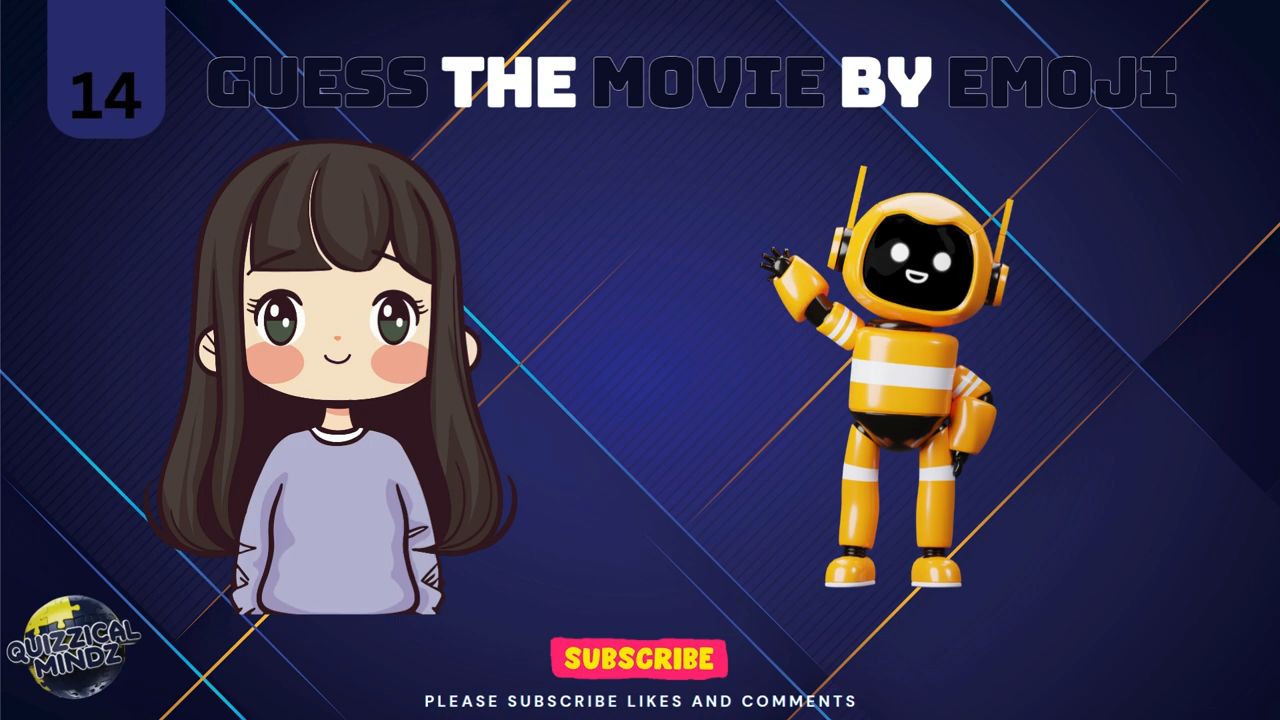 14
GUESS THE MOVIE BY EMOJI
QUIZZICAL
MINDZ
SUBSCRIBE
PLEASE SUBSCRIBE LIKES AND COMMENTS